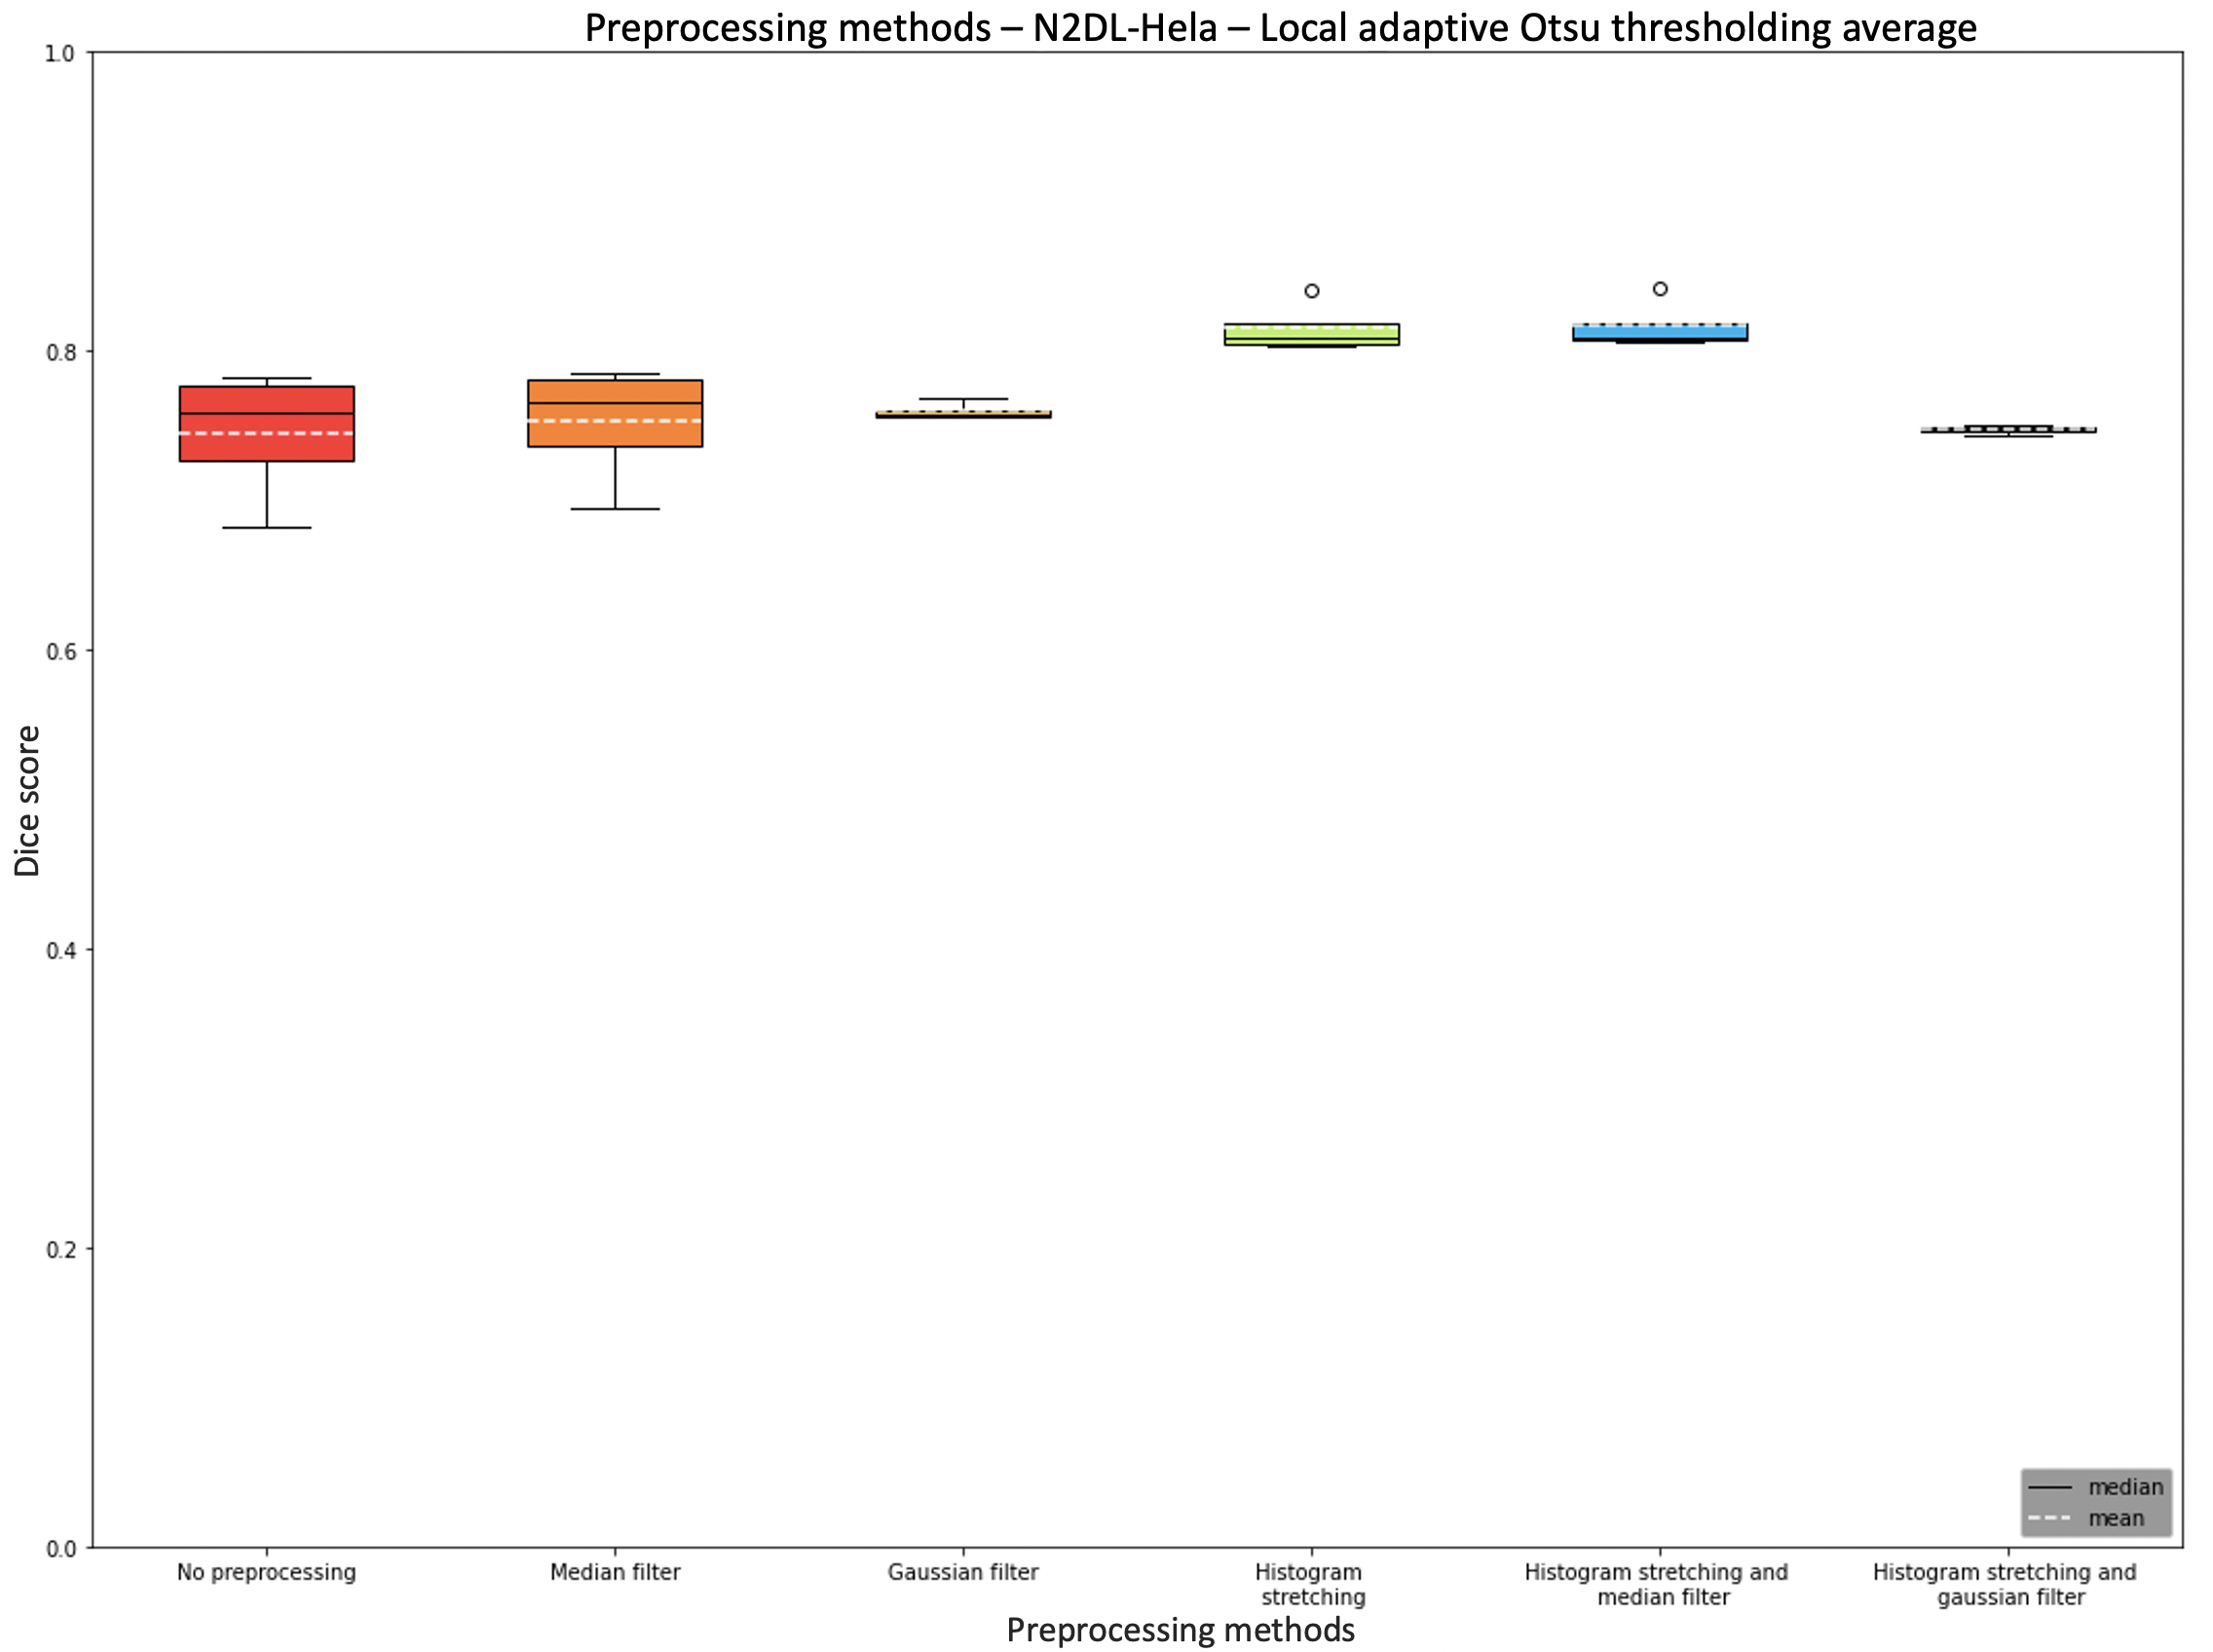 Preprocessing methods – N2DL-Hela – Local adaptive Otsu thresholding average
1.0
0.8
0.6
0.4
0.2
0.0
Dice score
median
mean
No preprocessing
Median filter
Gaussian filter
Histogram
stretching
Histogram stretching and
median filter
Histogram stretching and
gaussian filter
Preprocessing methods